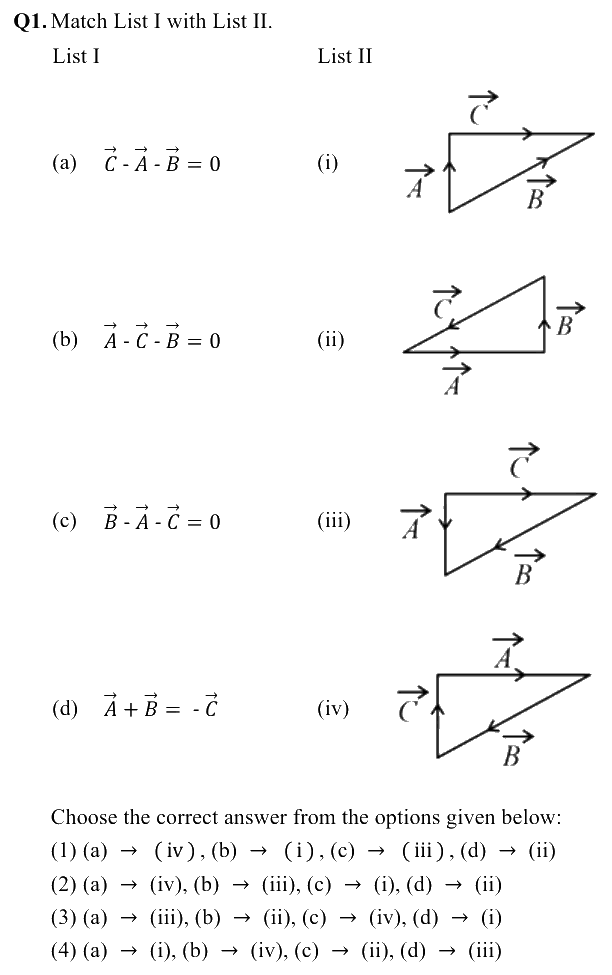 Q1. Match List I with List II.
List I List II
(a) C⃗ - A⃗ - B⃗ = 0 (i) C⃗ A⃗ B⃗
(b) A⃗ - C⃗ - B⃗ = 0 (ii) C⃗ B⃗ A⃗
(c) B⃗ - A⃗ - C⃗ = 0 (iii) C⃗ A⃗ B⃗
(d) A⃗ + B⃗ = - C⃗ (iv) A⃗ C⃗ B⃗
Choose the correct answer from the options given below:
(1) (a) → (iv), (b) → (i), (c) → (iii), (d) → (ii)
(2) (a) → (iv), (b) → (iii), (c) → (i), (d) → (ii)
(3) (a) → (iii), (b) → (ii), (c) → (iv), (d) → (i)
(4) (a) → (i), (b) → (iv), (c) → (ii), (d) → (iii)